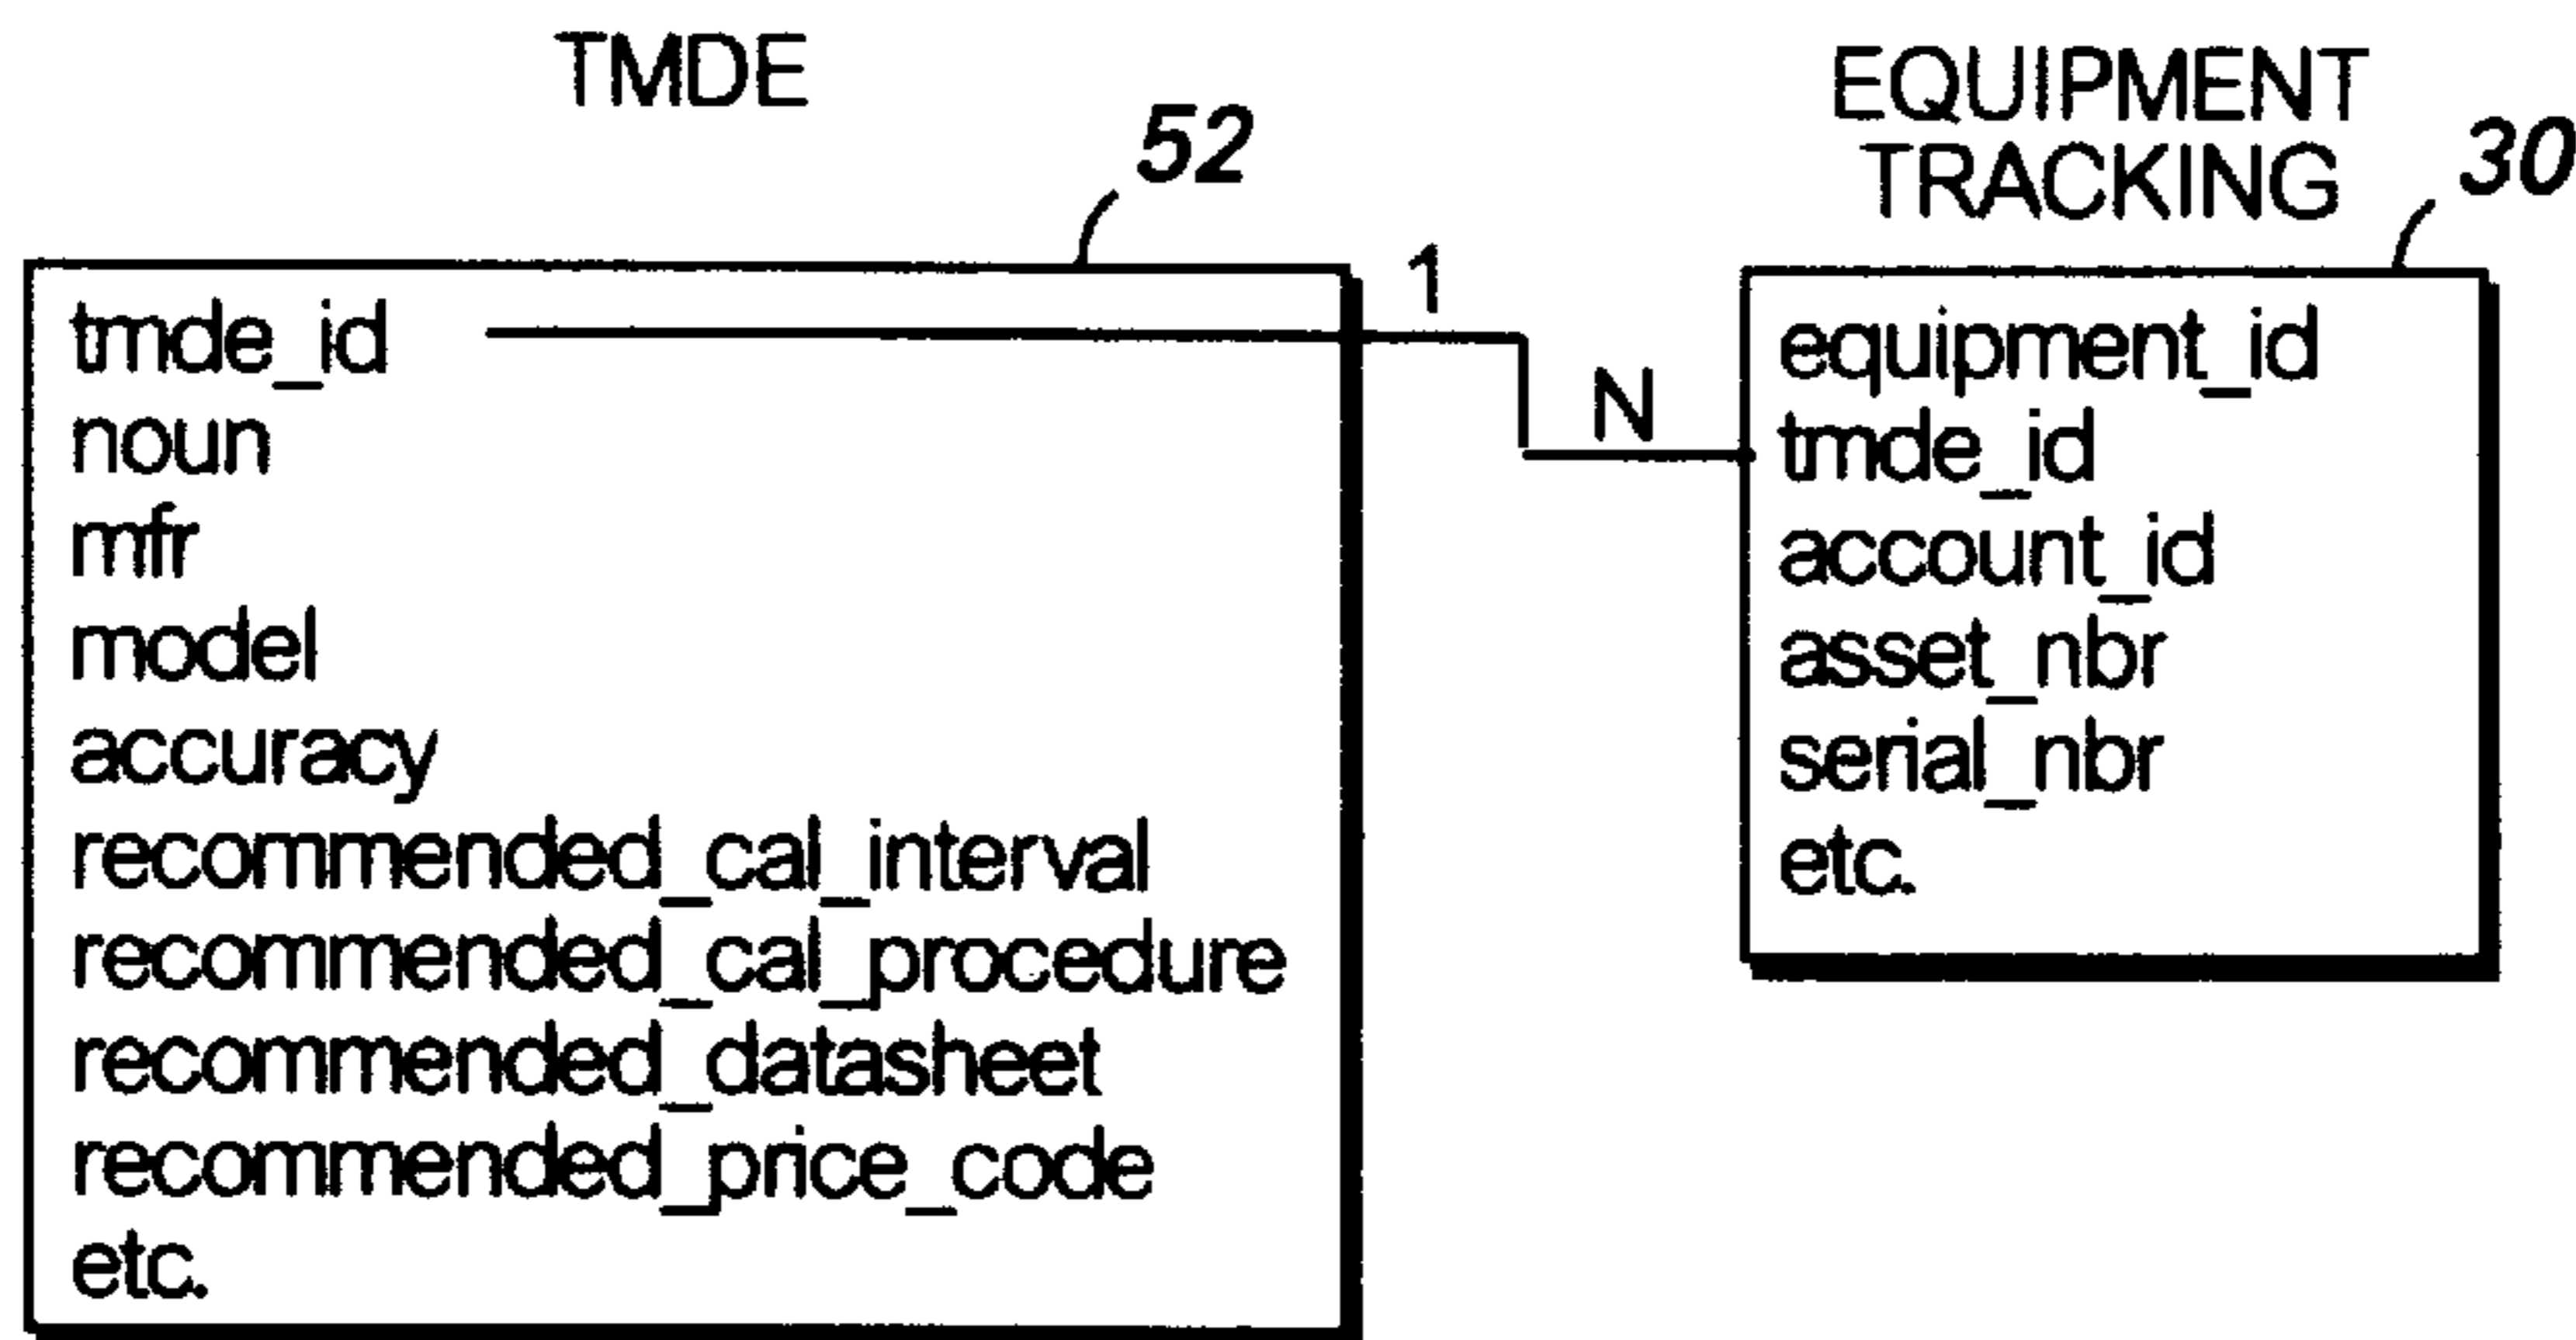 TMDE
52
tmde_id
noun
mfr
model
accuracy
recommended_cal_interval
recommended_cal_procedure
recommended_datasheet
recommended_price_code
etc.
1
N
EQUIPMENT
TRACKING
30
equipment_id
tmde_id
account_id
asset_nbr
serial_nbr
etc.